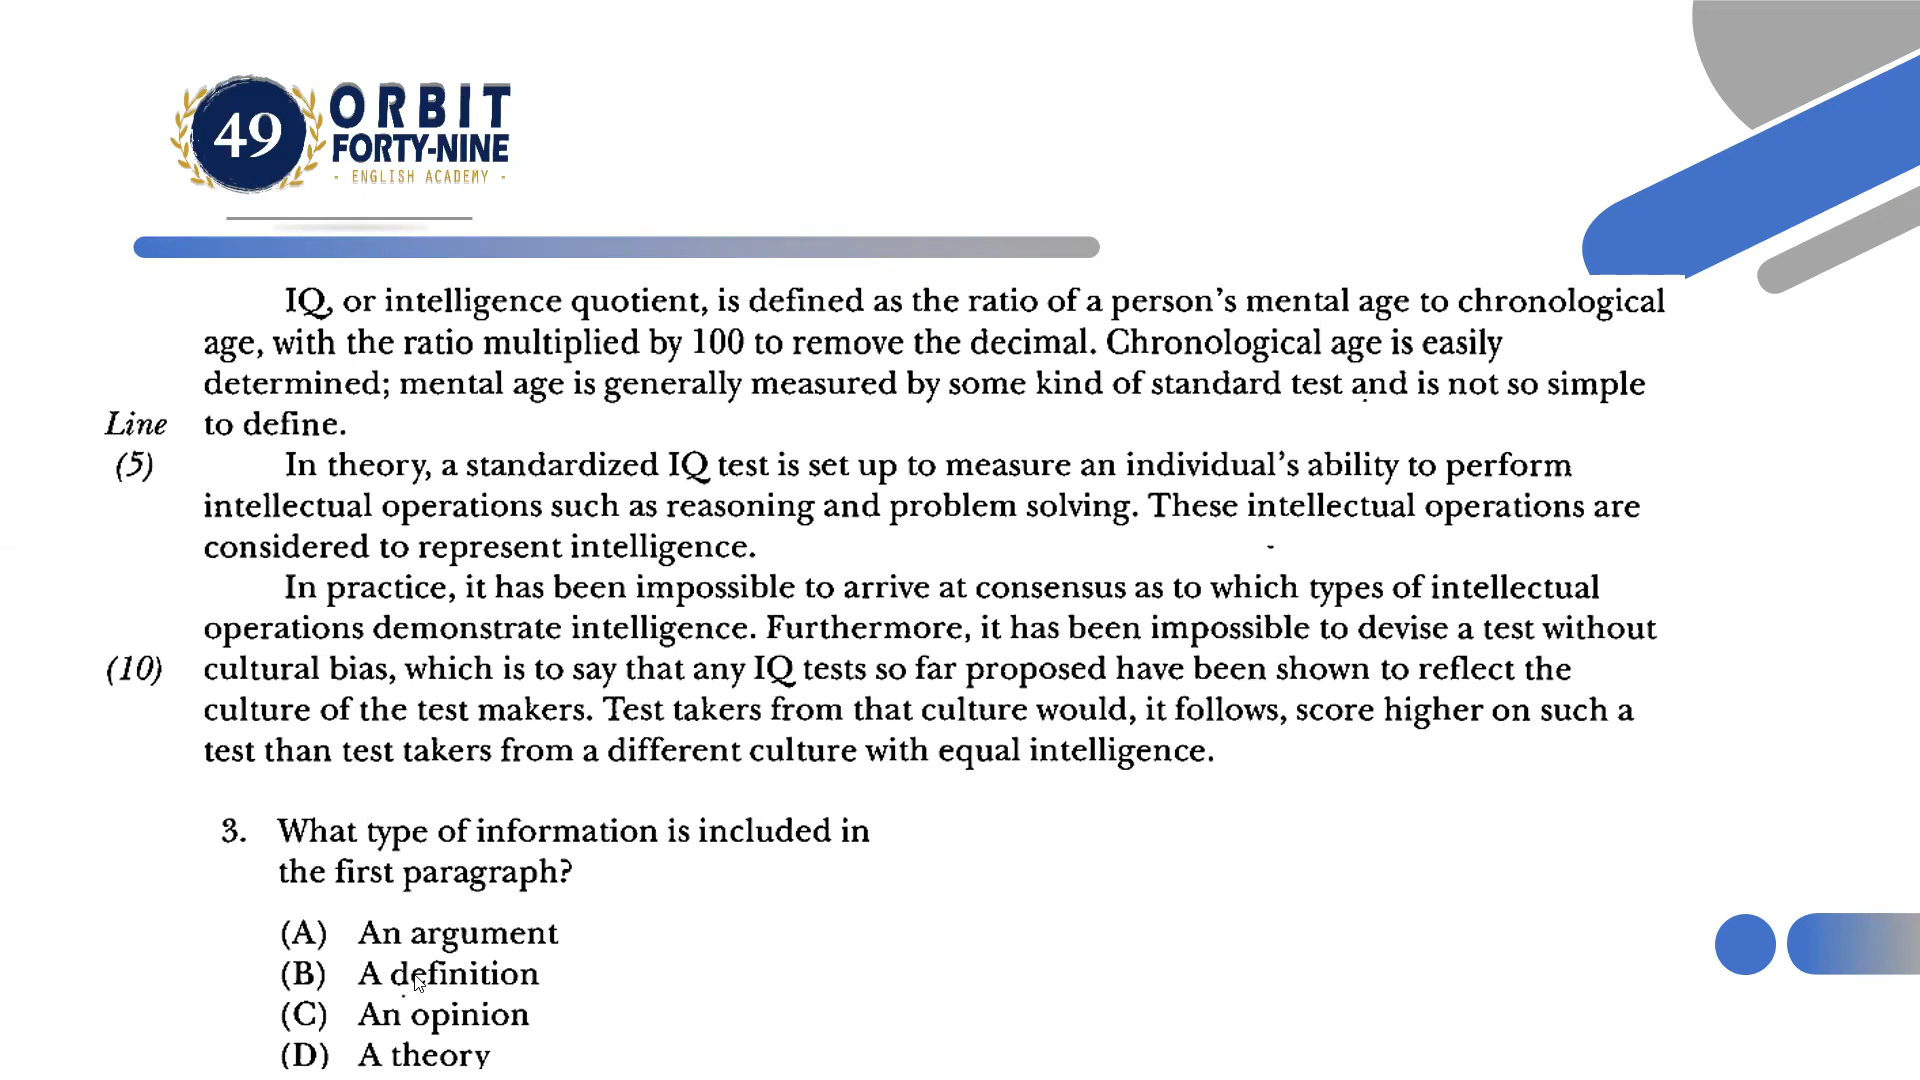 49
ORBIT
FORTY-NINE
- ENGLISH ACADEMY -
IQ, or intelligence quotient, is defined as the ratio of a person's mental age to chronological
age, with the ratio multiplied by 100 to remove the decimal. Chronological age is easily
determined; mental age is generally measured by some kind of standard test and is not so simple
Line to define.
(5) In theory, a standardized IQ test is set up to measure an individual's ability to perform
intellectual operations such as reasoning and problem solving. These intellectual operations are
considered to represent intelligence.
In practice, it has been impossible to arrive at consensus as to which types of intellectual
operations demonstrate intelligence. Furthermore, it has been impossible to devise a test without
(10) cultural bias, which is to say that any IQ tests so far proposed have been shown to reflect the
culture of the test makers. Test takers from that culture would, it follows, score higher on such a
test than test takers from a different culture with equal intelligence.
3. What type of information is included in
the first paragraph?
(A) An argument
(B) A definition
(C) An opinion
(D) A theory